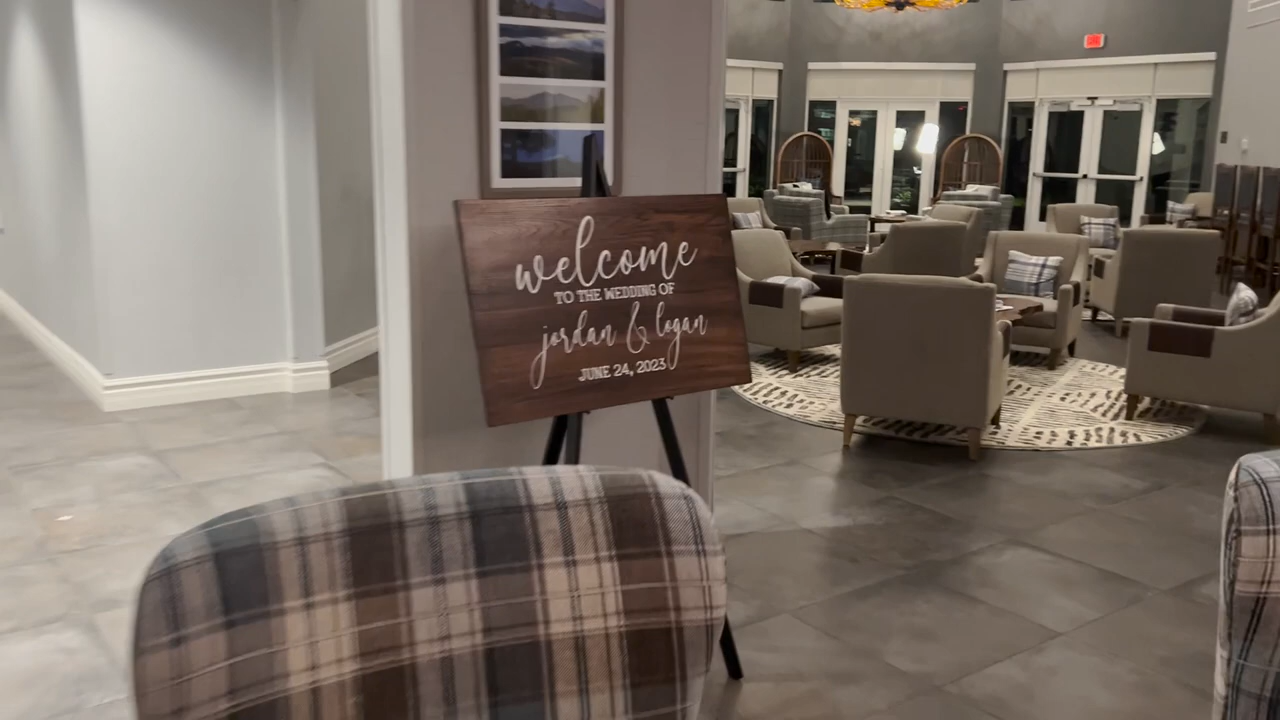 welcome
TO THE WEDDING OF
jordan & logan
JUNE 24, 2023